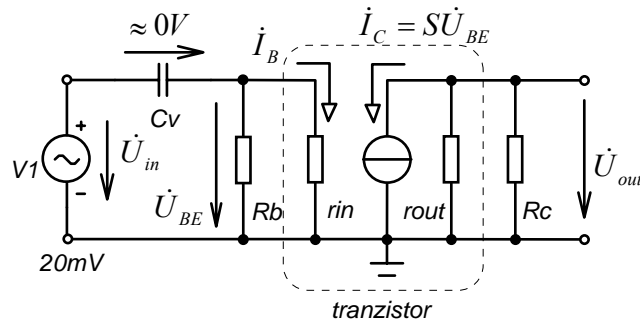 ≈ 0V
İ_B
İ_C = SU̇_BE
Cv
V1
+
−
U̇_in
U̇_BE
Rb
rin
rout
Rc
U̇_out
20mV
tranzistor